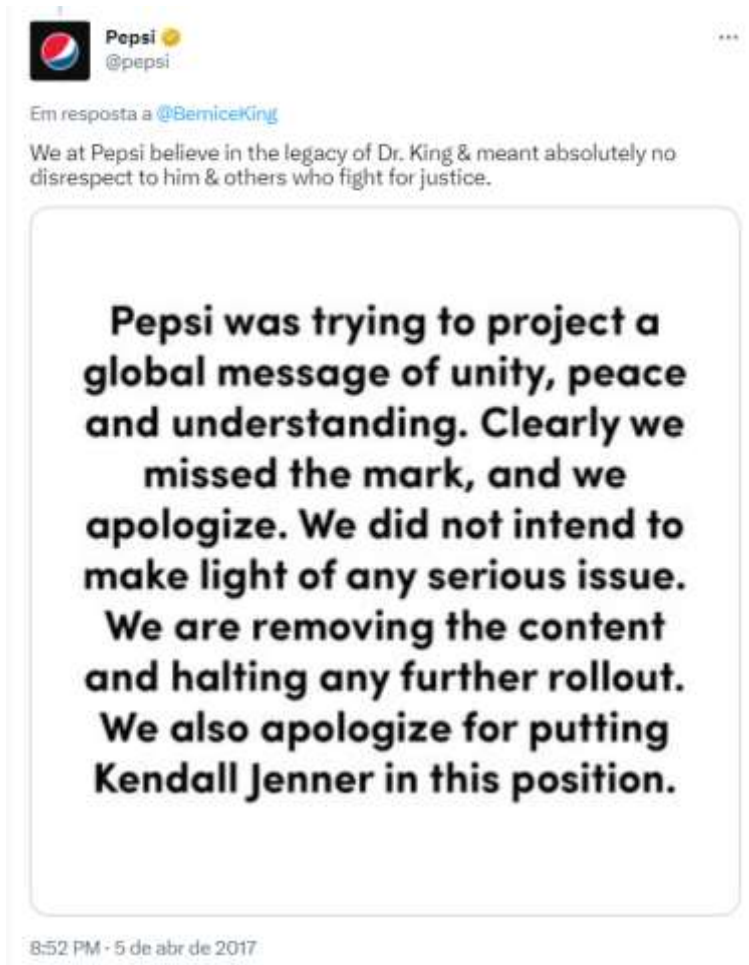 Pepsi
@pepsi
Em resposta a @BerniceKing
We at Pepsi believe in the legacy of Dr. King & meant absolutely no
disrespect to him & others who fight for justice.
Pepsi was trying to project a
global message of unity, peace
and understanding. Clearly we
missed the mark, and we
apologize. We did not intend to
make light of any serious issue.
We are removing the content
and halting any further rollout.
We also apologize for putting
Kendall Jenner in this position.
8:52 PM · 5 de abr de 2017